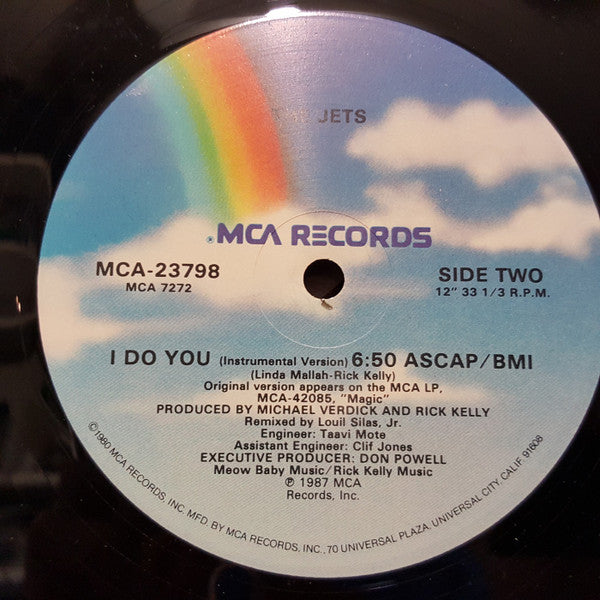 JETS
MCA RECORDS
MCA-23798
MCA 7272
SIDE TWO
12" 33 1/3 R.P.M.
I DO YOU (Instrumental Version) 6:50 ASCAP/BMI
(Linda Mallah-Rick Kelly)
Original version appears on the MCA LP,
MCA-42085, "Magic"
PRODUCED BY MICHAEL VERDICK AND RICK KELLY
Remixed by Louil Silas, Jr.
Engineer: Taavi Mote
Assistant Engineer: Clif Jones
EXECUTIVE PRODUCER: DON POWELL
Meow Baby Music/Rick Kelly Music
℗ 1987 MCA
Records, Inc.
©1980 MCA RECORDS, INC. MFD. BY MCA RECORDS, INC., 70 UNIVERSAL PLAZA, UNIVERSAL CITY, CALIF. 91608